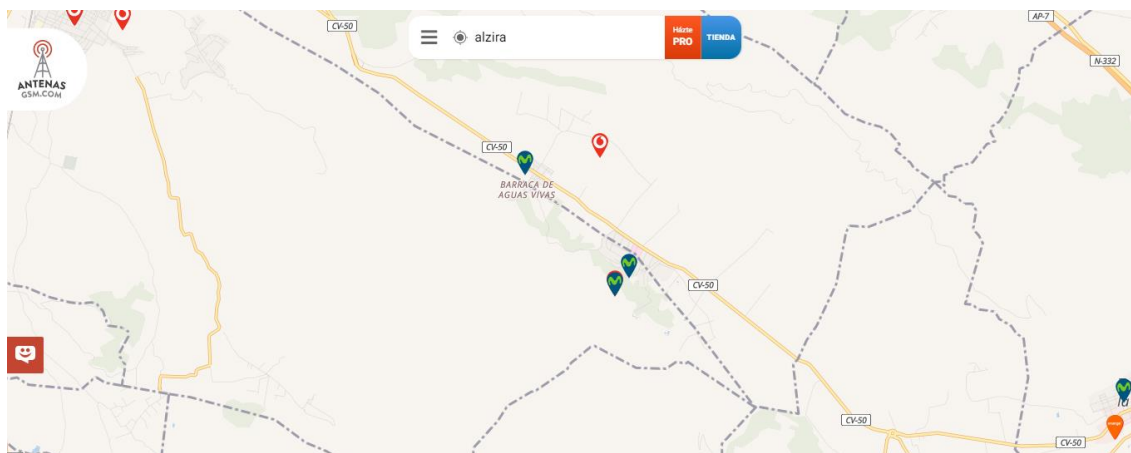 CV-50
AP-7
alzira
Házte
PRO
TIENDA
N-332
ANTENAS
GSM.COM
CV-50
BARRACA DE
AGUAS VIVAS
CV-50
CV-50
CV-50